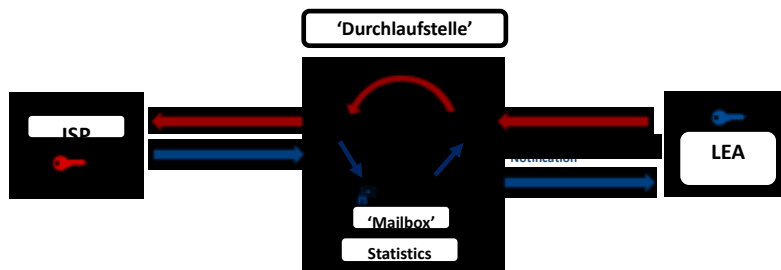 ‘Durchlaufstelle’
ISP
LEA
Notification
‘Mailbox’
Statistics